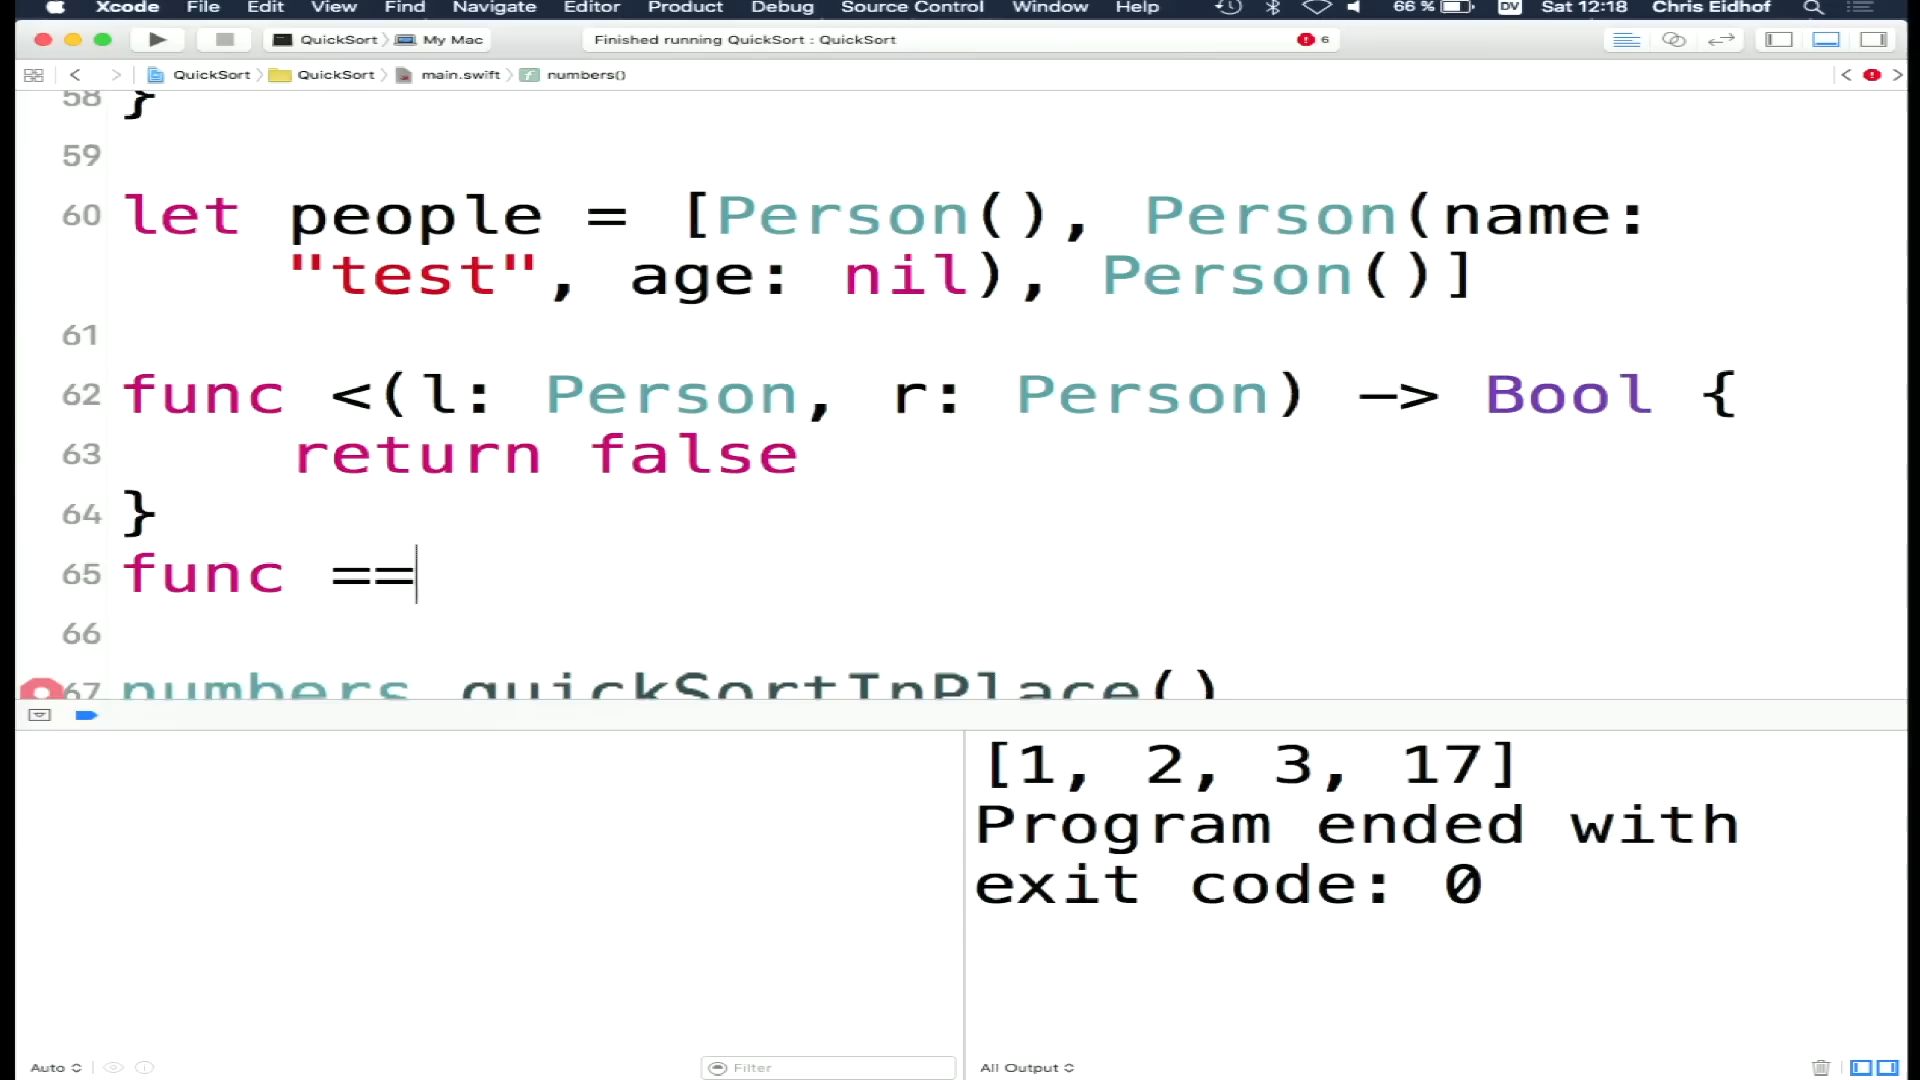 Xcode File Edit View Find Navigate Editor Product Debug Source Control Window Help 66 % DV Sat 12:18 Chris Eidhof
QuickSort My Mac Finished running QuickSort : QuickSort 6
QuickSort QuickSort main.swift f numbers()
58 }
59
60 let people = [Person(), Person(name:
"test", age: nil), Person()]
61
62 func <(l: Person, r: Person) -> Bool {
63 return false
64 }
65 func ==
66
67 numbers.quickSortInPlace()
[1, 2, 3, 17]
Program ended with
exit code: 0
Auto Filter All Output